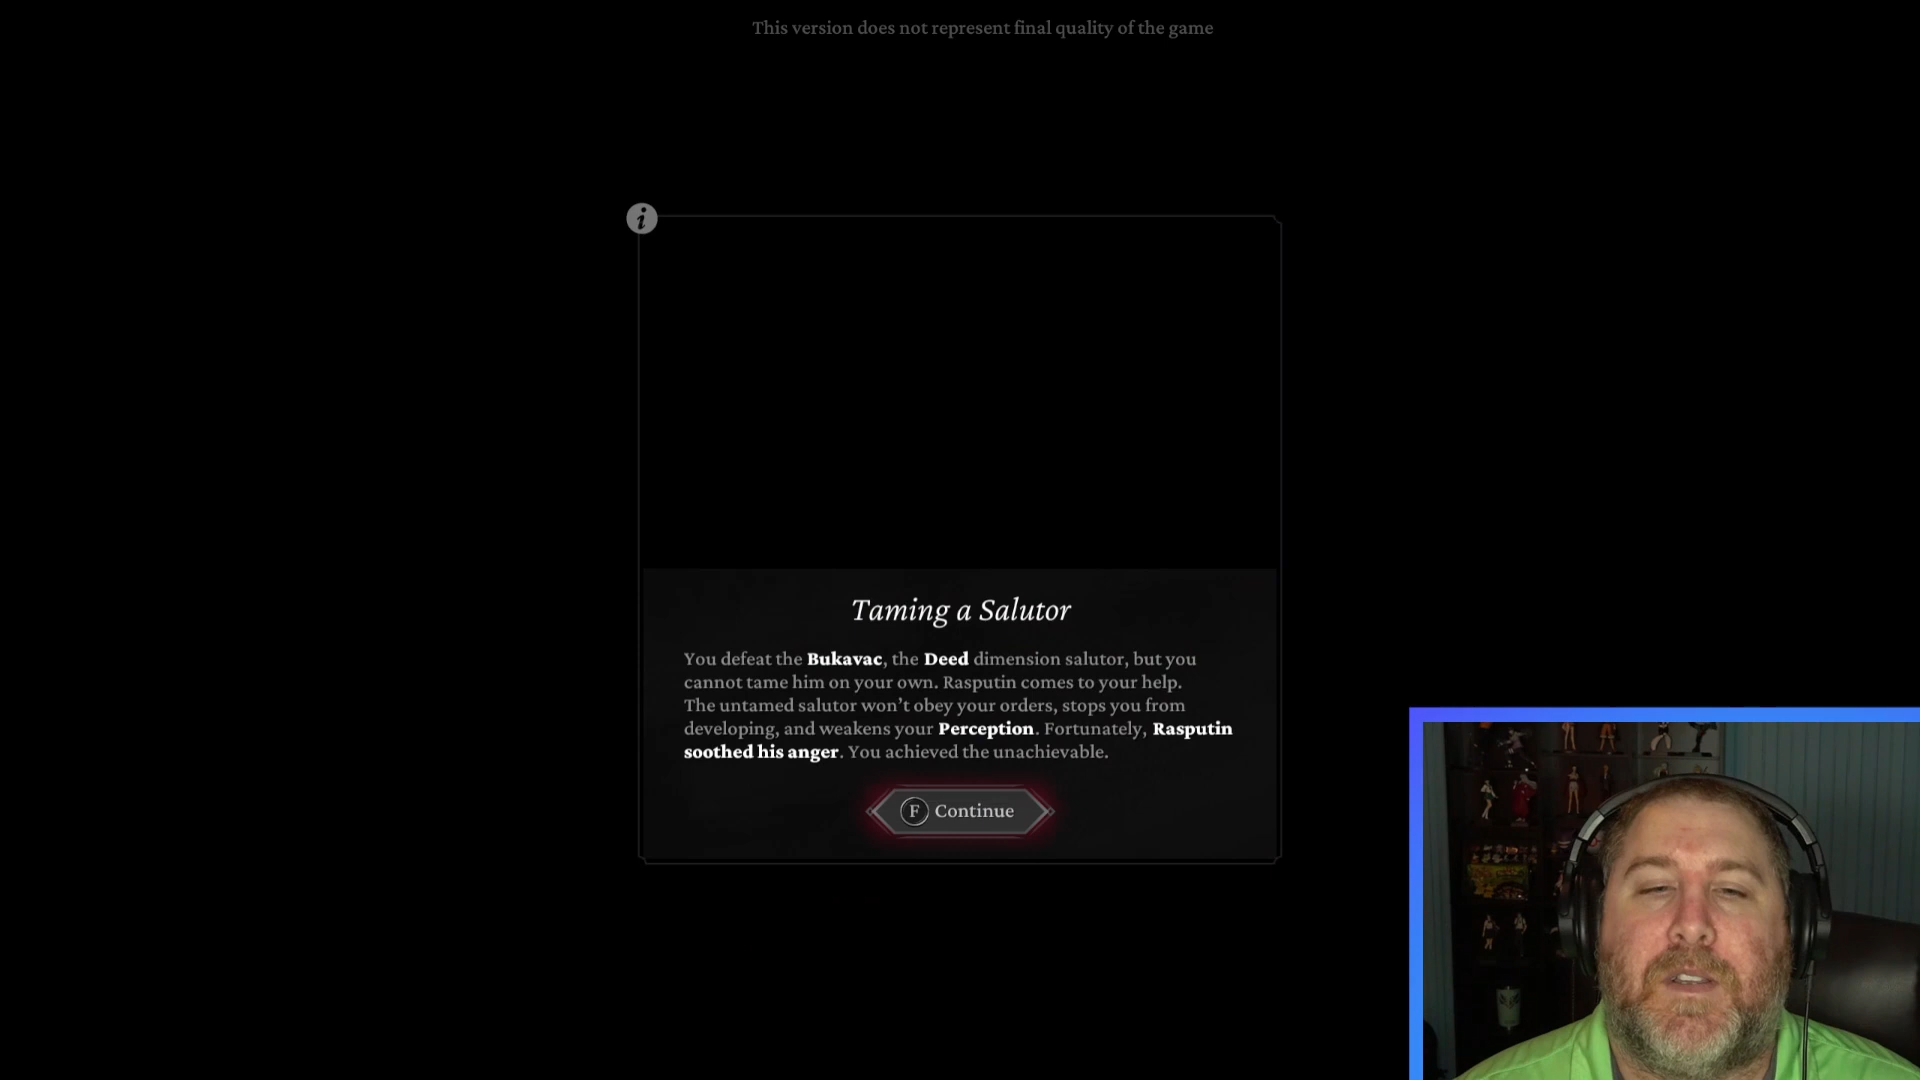 This version does not represent final quality of the game
i
Taming a Salutor
You defeat the Bukavac, the Deed dimension salutor, but you
cannot tame him on your own. Rasputin comes to your help.
The untamed salutor won’t obey your orders, stops you from
developing, and weakens your Perception. Fortunately, Rasputin
soothed his anger. You achieved the unachievable.
F Continue